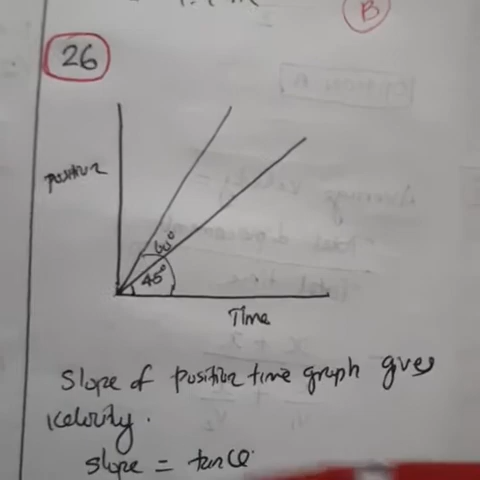 B
26
position
60°
45°
Time
Slope of position time graph gives
velocity.
slope = tanθ